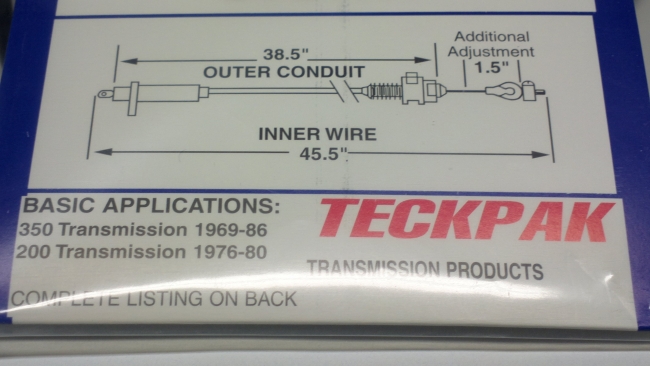 38.5"
OUTER CONDUIT
Additional
Adjustment
1.5"
INNER WIRE
45.5"
BASIC APPLICATIONS:
350 Transmission 1969-86
200 Transmission 1976-80
COMPLETE LISTING ON BACK
TECKPAK
TRANSMISSION PRODUCTS